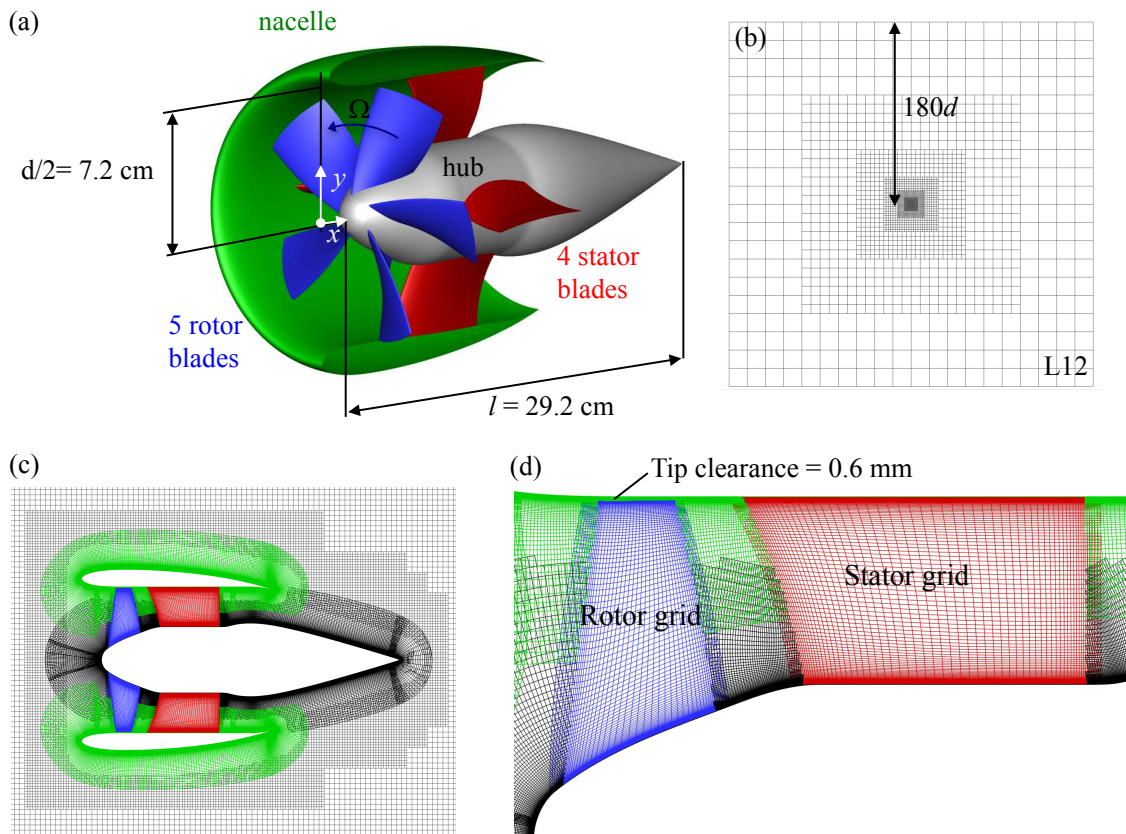 (a)
nacelle
Ω
d/2= 7.2 cm
y
x
hub
4 stator
blades
5 rotor
blades
l = 29.2 cm
(b)
180d
L12
(c)
(d)
Tip clearance = 0.6 mm
Rotor grid
Stator grid